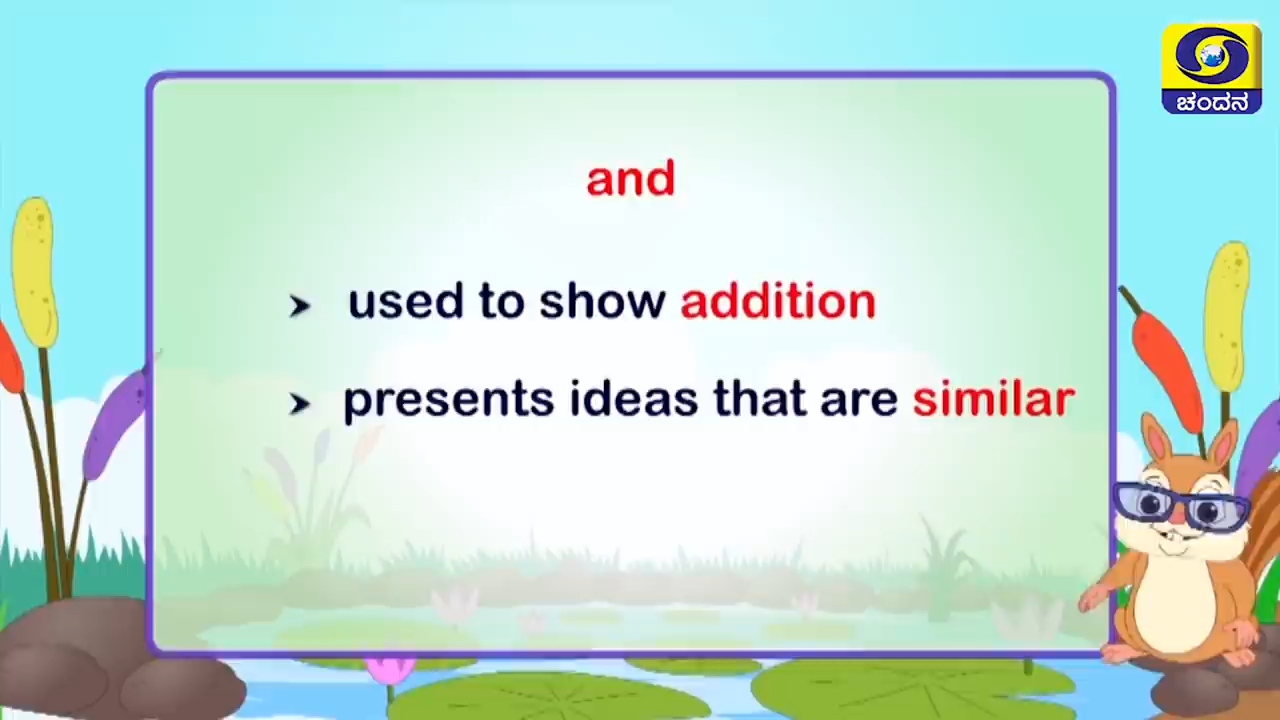 ಚಂದನ
and
➤ used to show addition
➤ presents ideas that are similar